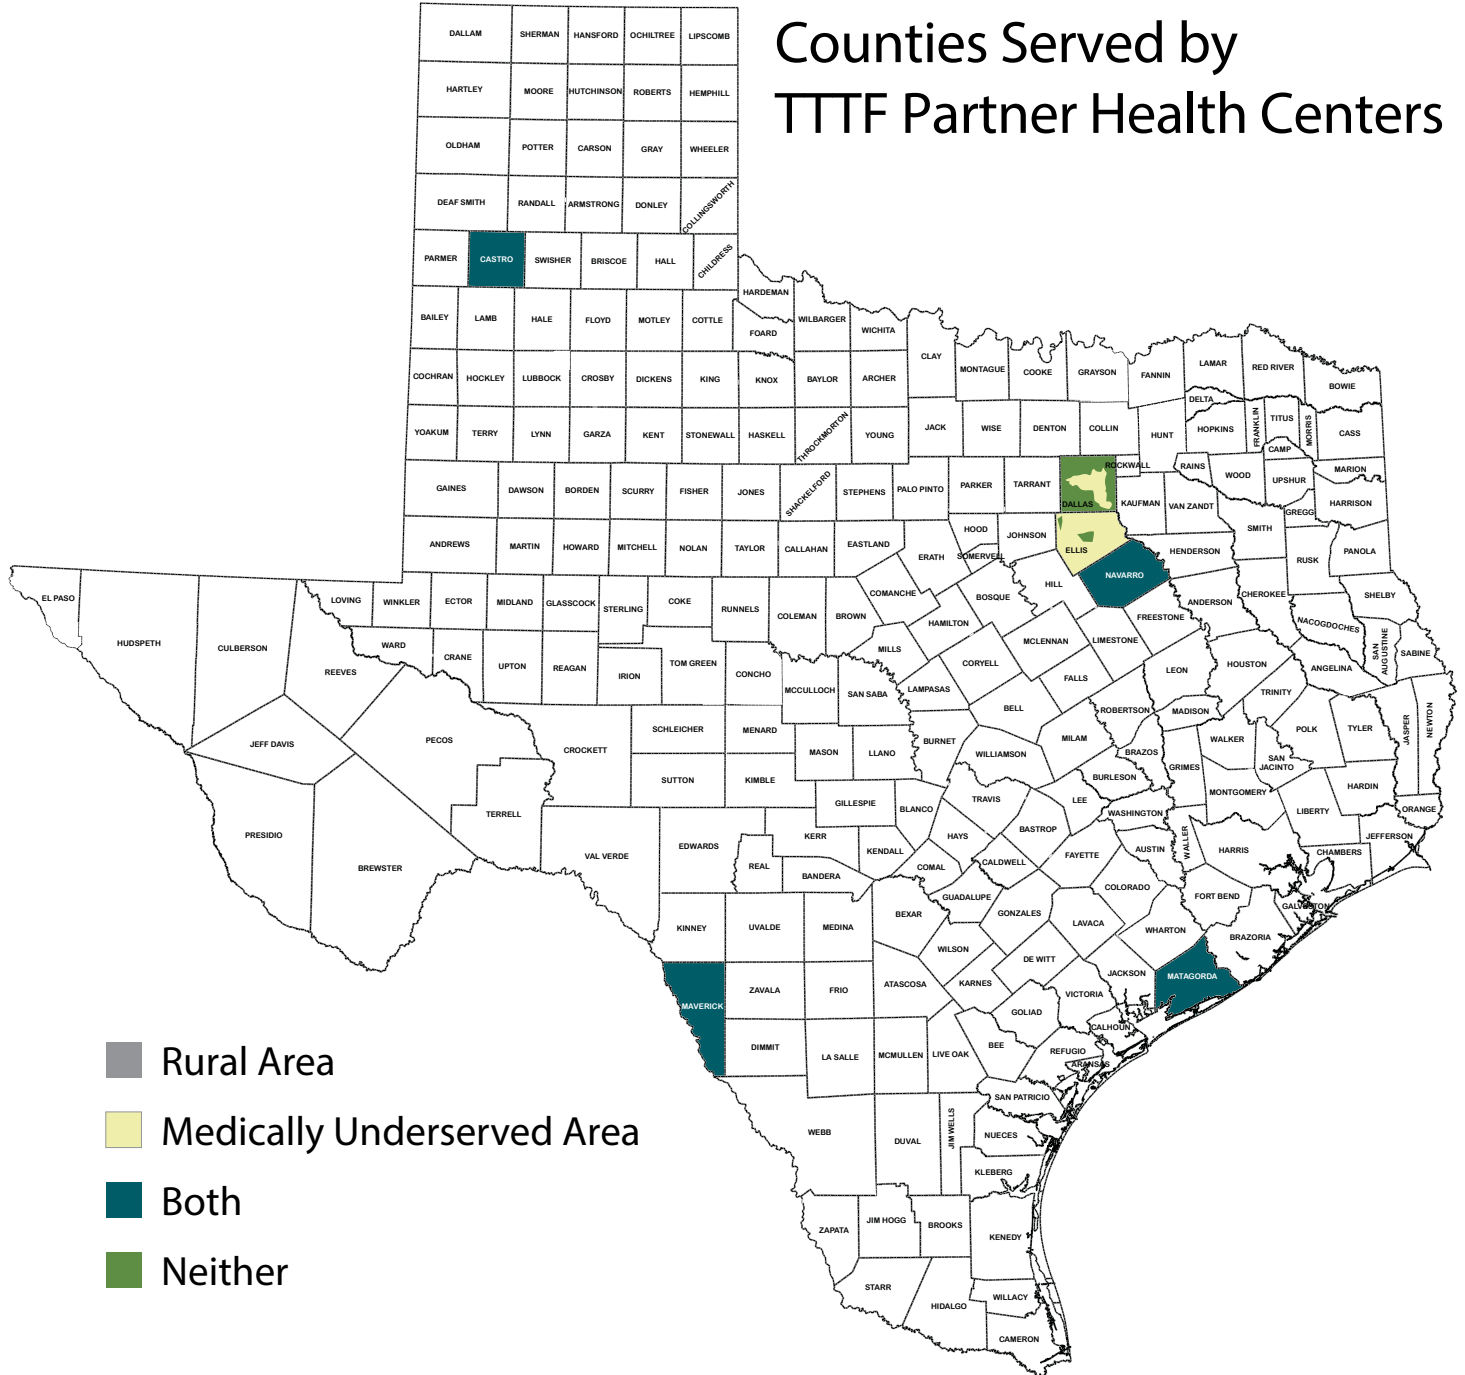 Counties Served by
TTTF Partner Health Centers
DALLAM SHERMAN HANSFORD OCHILTREE LIPSCOMB
HARTLEY MOORE HUTCHINSON ROBERTS HEMPHILL
OLDHAM POTTER CARSON GRAY WHEELER
DEAF SMITH RANDALL ARMSTRONG DONLEY COLLINGSWORTH
PARMER CASTRO SWISHER BRISCOE HALL CHILDRESS
HARDEMAN
BAILEY LAMB HALE FLOYD MOTLEY COTTLE FOARD WILBARGER WICHITA
CLAY MONTAGUE COOKE GRAYSON FANNIN LAMAR RED RIVER BOWIE
COCHRAN HOCKLEY LUBBOCK CROSBY DICKENS KING KNOX BAYLOR ARCHER
DELTA
YOAKUM TERRY LYNN GARZA KENT STONEWALL HASKELL THROCKMORTON YOUNG JACK WISE DENTON COLLIN HUNT HOPKINS FRANKLIN TITUS MORRIS CASS
CAMP
ROCKWALL RAINS WOOD UPSHUR MARION
GAINES DAWSON BORDEN SCURRY FISHER JONES SHACKELFORD STEPHENS PALO PINTO PARKER TARRANT DALLAS KAUFMAN VAN ZANDT GREGG HARRISON
SMITH
ANDREWS MARTIN HOWARD MITCHELL NOLAN TAYLOR CALLAHAN EASTLAND ERATH HOOD SOMERVELL JOHNSON ELLIS HENDERSON RUSK PANOLA
NAVARRO
EL PASO HUDSPETH CULBERSON LOVING WINKLER ECTOR MIDLAND GLASSCOCK STERLING COKE RUNNELS COLEMAN BROWN COMANCHE HAMILTON BOSQUE HILL FREESTONE ANDERSON CHEROKEE SHELBY
NACOGDOCHES
REEVES WARD CRANE UPTON REAGAN IRION TOM GREEN CONCHO MCCULLOCH SAN SABA MILLS LAMPASAS CORYELL MCLENNAN LIMESTONE FALLS LEON HOUSTON ANGELINA SAN
AUGUSTINE SABINE
TRINITY
JEFF DAVIS PECOS CROCKETT SCHLEICHER MENARD MASON LLANO BURNET BELL WILLIAMSON MILAM ROBERTSON BRAZOS MADISON GRIMES WALKER SAN
JACINTO POLK TYLER JASPER NEWTON
PRESIDIO BREWSTER TERRELL SUTTON KIMBLE GILLESPIE BLANCO TRAVIS LEE BURLESON WASHINGTON MONTGOMERY LIBERTY HARDIN ORANGE
VAL VERDE EDWARDS REAL KERR BANDERA KENDALL HAYS COMAL CALDWELL BASTROP FAYETTE AUSTIN WALLER HARRIS CHAMBERS JEFFERSON
KINNEY UVALDE MEDINA BEXAR GUADALUPE GONZALES LAVACA COLORADO WHARTON FORT BEND BRAZORIA GALVESTON
WILSON DE WITT JACKSON MATAGORDA
MAVERICK ZAVALA FRIO ATASCOSA KARNES GOLIAD VICTORIA
CALHOUN
DIMMIT LA SALLE MCMULLEN LIVE OAK BEE REFUGIO
ARANSAS
SAN PATRICIO
WEBB DUVAL JIM WELLS NUECES
KLEBERG
ZAPATA JIM HOGG BROOKS KENEDY
STARR HIDALGO WILLACY
CAMERON
Rural Area
Medically Underserved Area
Both
Neither